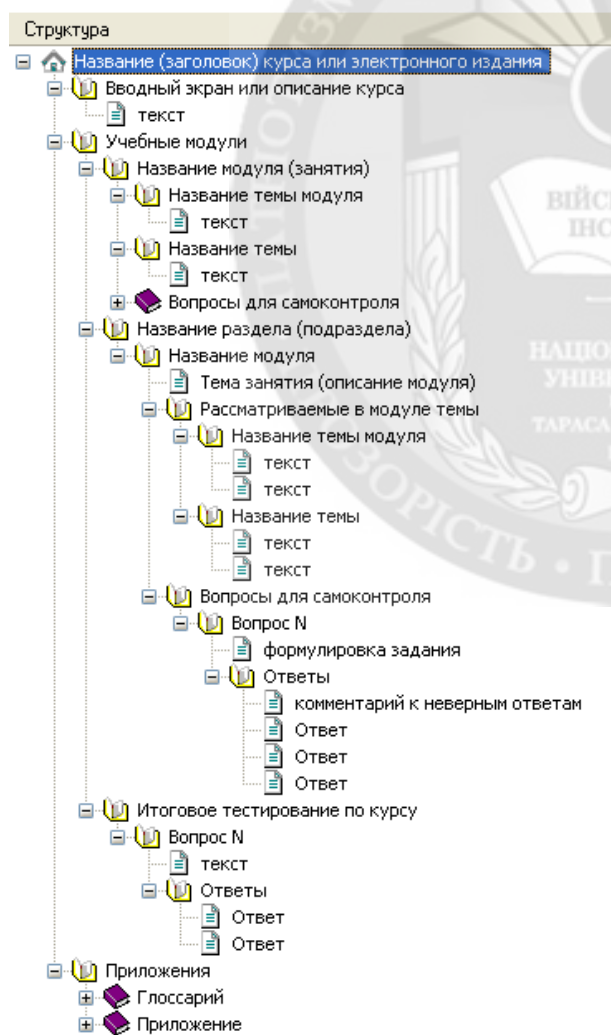 Структура
Название (заголовок) курса или электронного издания
Вводный экран или описание курса
текст
Учебные модули
Название модуля (занятия)
Название темы модуля
текст
Название темы
текст
Вопросы для самоконтроля
Название раздела (подраздела)
Название модуля
Тема занятия (описание модуля)
Рассматриваемые в модуле темы
Название темы модуля
текст
текст
Название темы
текст
текст
Вопросы для самоконтроля
Вопрос N
формулировка задания
Ответы
комментарий к неверным ответам
Ответ
Ответ
Ответ
Итоговое тестирование по курсу
Вопрос N
текст
Ответы
Ответ
Ответ
Приложения
Глоссарий
Приложение